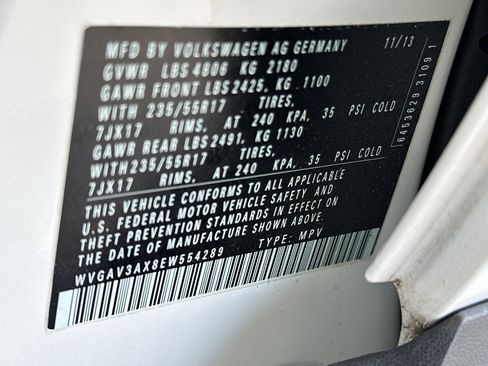 MFD BY VOLKSWAGEN AG GERMANY 11/13
GVWR LBS 4806 KG 2180
GAWR FRONT LBS 2425, KG 1100
WITH 235/55R17 TIRES,
7JX17 RIMS, AT 240 KPA, 35 PSI COLD
GAWR REAR LBS 2491, KG 1130
WITH 235/55R17 TIRES,
7JX17 RIMS, AT 240 KPA, 35 PSI COLD
THIS VEHICLE CONFORMS TO ALL APPLICABLE
U.S. FEDERAL MOTOR VEHICLE SAFETY AND
THEFT PREVENTION STANDARDS IN EFFECT ON
THE DATE OF MANUFACTURE SHOWN ABOVE.
WVGAV3AX8EW554289 TYPE: MPV
6453629 3109 1